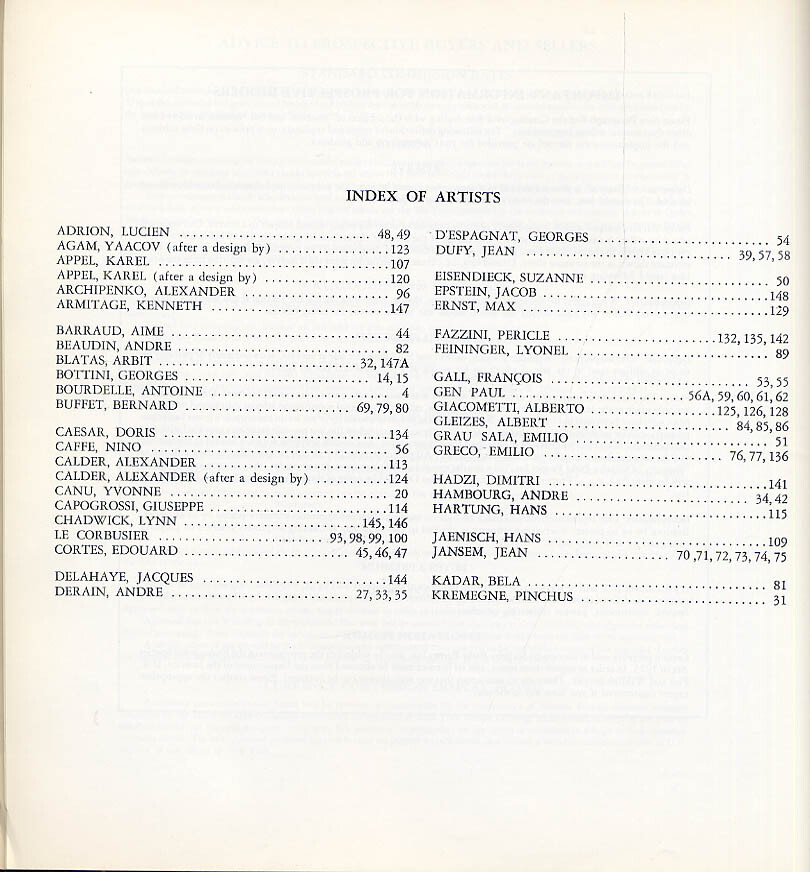 INDEX OF ARTISTS
ADRION, LUCIEN .............................. 48, 49
AGAM, YAACOV (after a design by) .................. 123
APPEL, KAREL .....................................107
APPEL, KAREL (after a design by) .................... 120
ARCHIPENKO, ALEXANDER ....................... 96
ARMITAGE, KENNETH .............................147
BARRAUD, AIME .................................. 44
BEAUDIN, ANDRE ................................. 82
BLATAS, ARBIT ................................ 32, 147A
BOTTINI, GEORGES .............................. 14, 15
BOURDELLE, ANTOINE ............................ 4
BUFFET, BERNARD .......................... 69, 79, 80
CAESAR, DORIS ....................................134
CAFFE, NINO ....................................... 56
CALDER, ALEXANDER ..............................113
CALDER, ALEXANDER (after a design by) ........... 124
CANU, YVONNE ................................... 20
CAPOGROSSI, GIUSEPPE ............................ 114
CHADWICK, LYNN ............................145, 146
LE CORBUSIER .......................... 93, 98, 99, 100
CORTES, EDOUARD ......................... 45, 46, 47
DELAHAYE, JACQUES .............................144
DERAIN, ANDRE ............................ 27, 33, 35
D'ESPAGNAT, GEORGES .......................... 54
DUFY, JEAN ................................ 39, 57, 58
EISENDIECK, SUZANNE ........................... 50
EPSTEIN, JACOB ...................................148
ERNST, MAX ......................................129
FAZZINI, PERICLE .........................132, 135, 142
FEININGER, LYONEL .............................. 89
GALL, FRANÇOIS ................................ 53, 55
GEN PAUL ........................... 56A, 59, 60, 61, 62
GIACOMETTI, ALBERTO ................... 125, 126, 128
GLEIZES, ALBERT ........................... 84, 85, 86
GRAU SALA, EMILIO .............................. 51
GRECO, EMILIO ............................ 76, 77, 136
HADZI, DIMITRI ...................................141
HAMBOURG, ANDRE ........................... 34, 42
HARTUNG, HANS ..................................115
JAENISCH, HANS ...................................109
JANSEM, JEAN .................... 70 ,71, 72, 73, 74, 75
KADAR, BELA ..................................... 81
KREMEGNE, PINCHUS ............................ 31